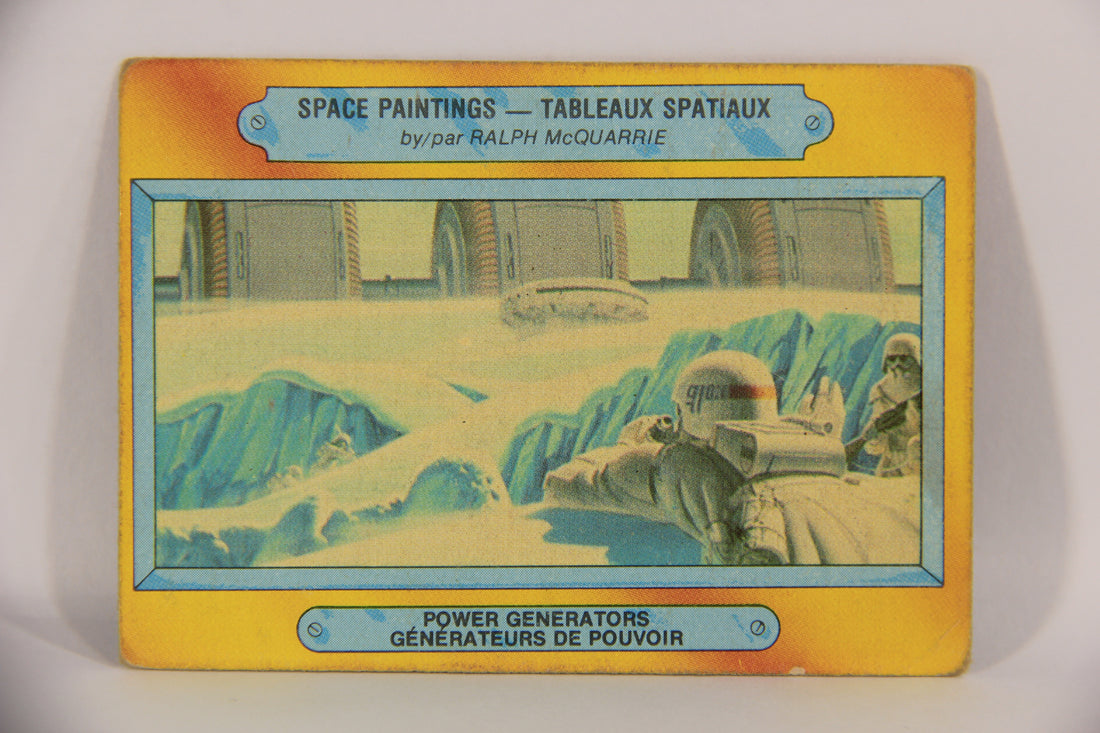 SPACE PAINTINGS — TABLEAUX SPATIAUX
by/par RALPH McQUARRIE
POWER GENERATORS
GÉNÉRATEURS DE POUVOIR